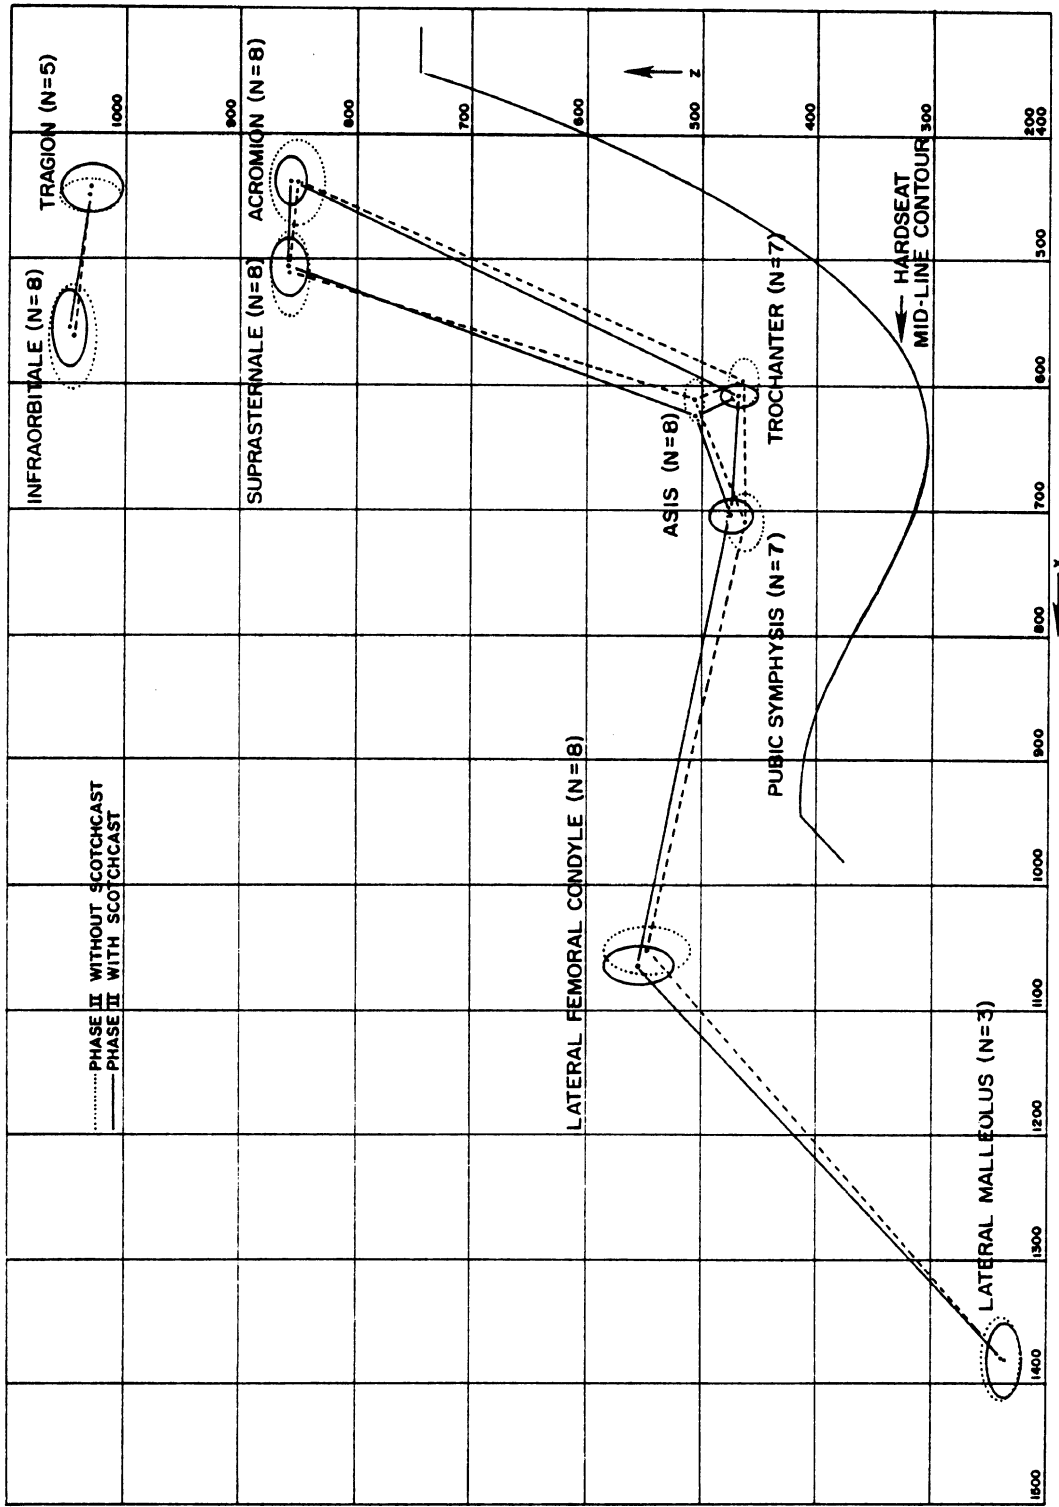 TRAGION (N=5)
INFRAORBITALE (N=8)
ACROMION (N=8)
SUPRASTERNALE (N=8)
ASIS (N=8)
TROCHANTER (N=7)
PUBIC SYMPHYSIS (N=7)
LATERAL FEMORAL CONDYLE (N=8)
LATERAL MALLEOLUS (N=3)
HARDSEAT
MID-LINE CONTOUR
PHASE II WITHOUT SCOTCHCAST
PHASE II WITH SCOTCHCAST
Z
1000
900
800
700
600
500
400
300
200
400
500
600
700
800
900
1000
1100
1200
1300
1400
1500